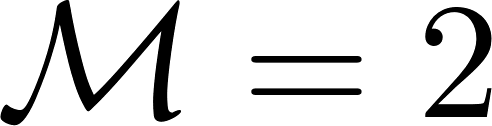 ℳ = 2